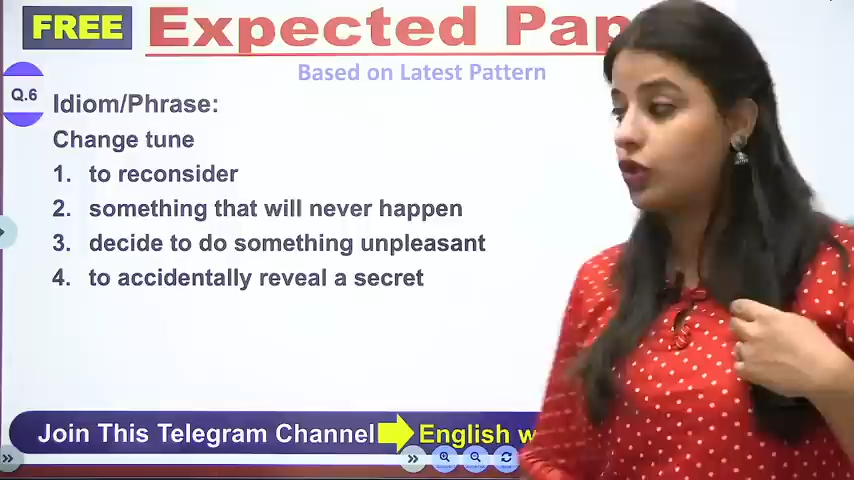 FREE
Expected Pap
Based on Latest Pattern
Q.6
Idiom/Phrase:
Change tune
1. to reconsider
2. something that will never happen
3. decide to do something unpleasant
4. to accidentally reveal a secret
Join This Telegram Channel
English w